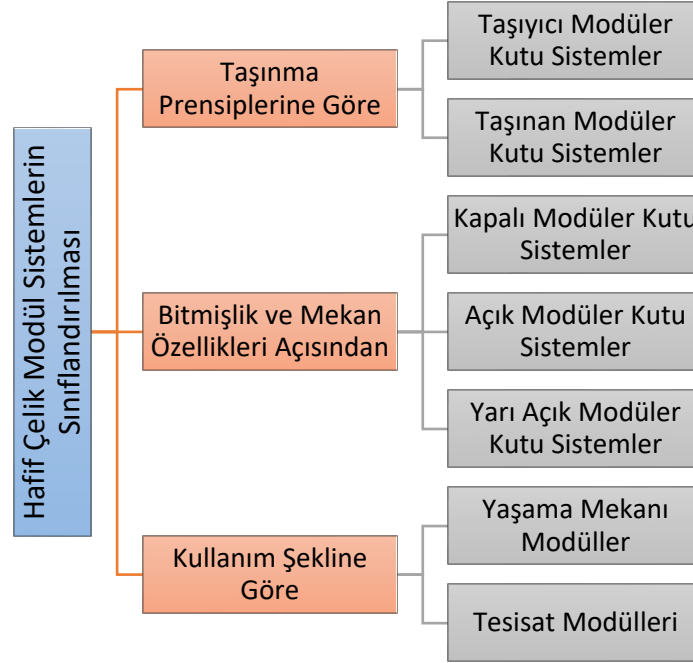 Hafif Çelik Modül Sistemlerin
Sınıflandırılması
Taşınma
Prensiplerine Göre
Taşıyıcı Modüler
Kutu Sistemler
Taşınan Modüler
Kutu Sistemler
Bitmişlik ve Mekan
Özellikleri Açısından
Kapalı Modüler Kutu
Sistemler
Açık Modüler Kutu
Sistemler
Yarı Açık Modüler
Kutu Sistemler
Kullanım Şekline
Göre
Yaşama Mekanı
Modüller
Tesisat Modülleri